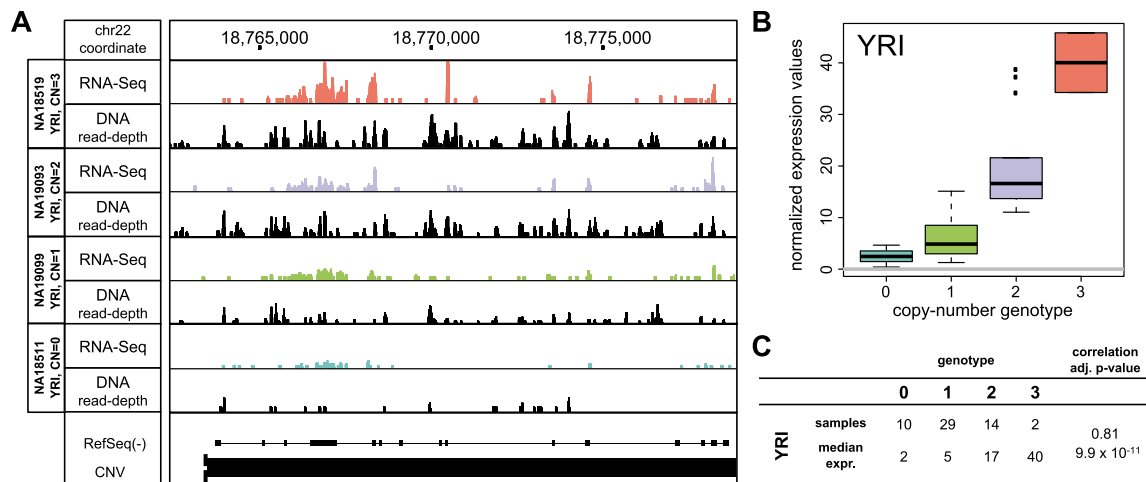 A
chr22
coordinate
18,765,000
18,770,000
18,775,000
NA18519
YRI, CN=3
RNA-Seq
DNA
read-depth
NA19093
YRI, CN=2
RNA-Seq
DNA
read-depth
NA19099
YRI, CN=1
RNA-Seq
DNA
read-depth
NA18511
YRI, CN=0
RNA-Seq
DNA
read-depth
RefSeq(-)
CNV
B
YRI
normalized expression values
40
30
20
10
0
0 1 2 3
copy-number genotype
C
genotype
correlation
adj. p-value
0 1 2 3
YRI
samples 10 29 14 2
median
expr. 2 5 17 40
0.81
9.9 x 10-11